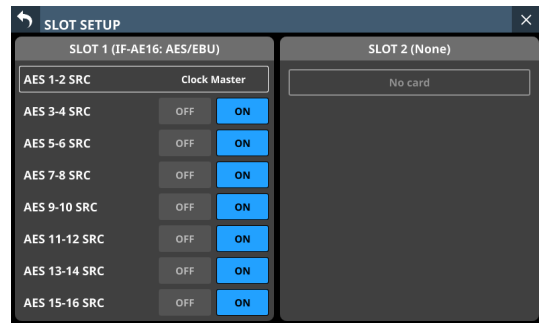 SLOT SETUP
SLOT 1 (IF-AE16: AES/EBU)
AES 1-2 SRC Clock Master
AES 3-4 SRC OFF ON
AES 5-6 SRC OFF ON
AES 7-8 SRC OFF ON
AES 9-10 SRC OFF ON
AES 11-12 SRC OFF ON
AES 13-14 SRC OFF ON
AES 15-16 SRC OFF ON
SLOT 2 (None)
No card